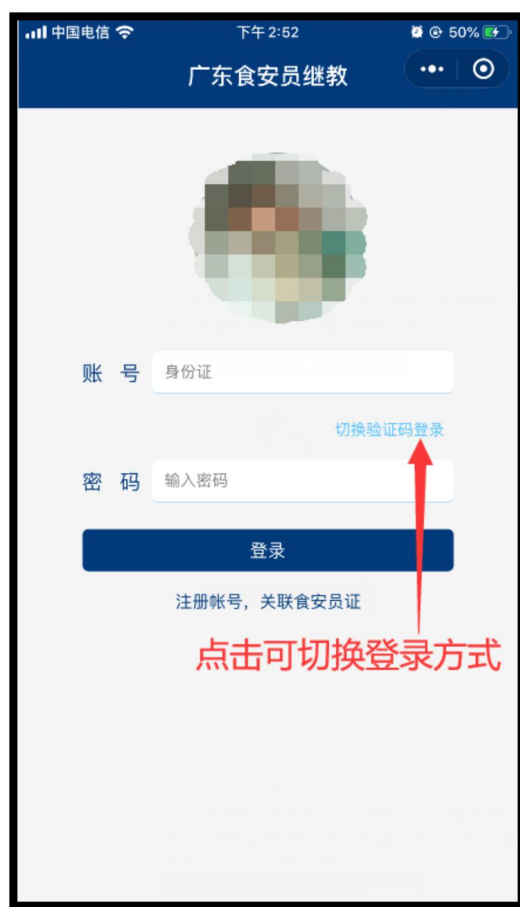 中国电信 下午2:52 50%
广东食安员继教
账 号 身份证
切换验证码登录
密 码 输入密码
登录
注册帐号，关联食安员证
点击可切换登录方式